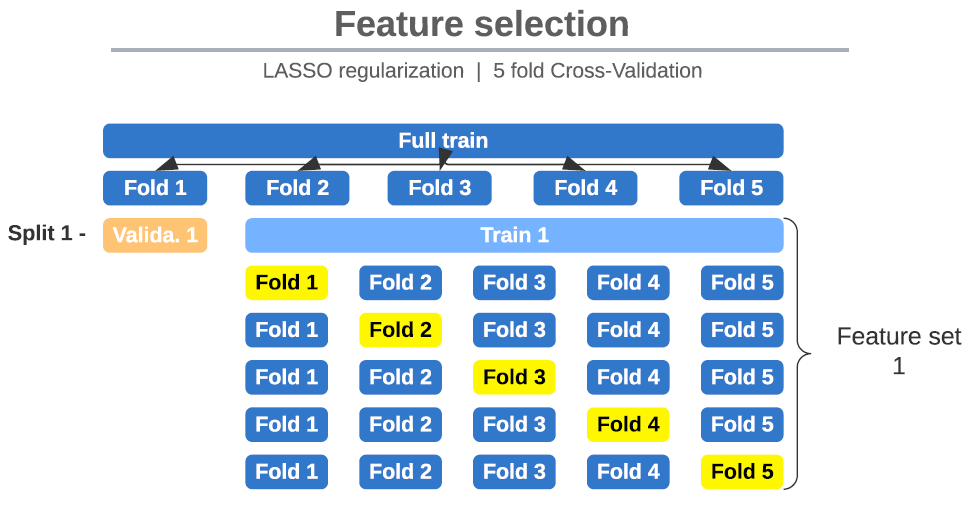 Feature selection
LASSO regularization | 5 fold Cross-Validation
Full train
Fold 1 Fold 2 Fold 3 Fold 4 Fold 5
Split 1 - Valida. 1 Train 1
Fold 1 Fold 2 Fold 3 Fold 4 Fold 5
Fold 1 Fold 2 Fold 3 Fold 4 Fold 5
Fold 1 Fold 2 Fold 3 Fold 4 Fold 5
Fold 1 Fold 2 Fold 3 Fold 4 Fold 5
Fold 1 Fold 2 Fold 3 Fold 4 Fold 5
Feature set
1